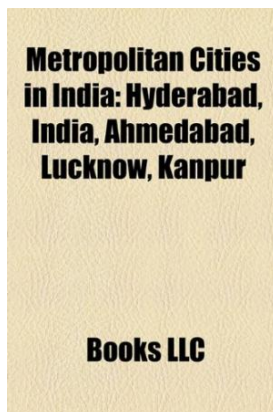 Metropolitan Cities
in India: Hyderabad,
India, Ahmedabad,
Lucknow, Kanpur
Books LLC